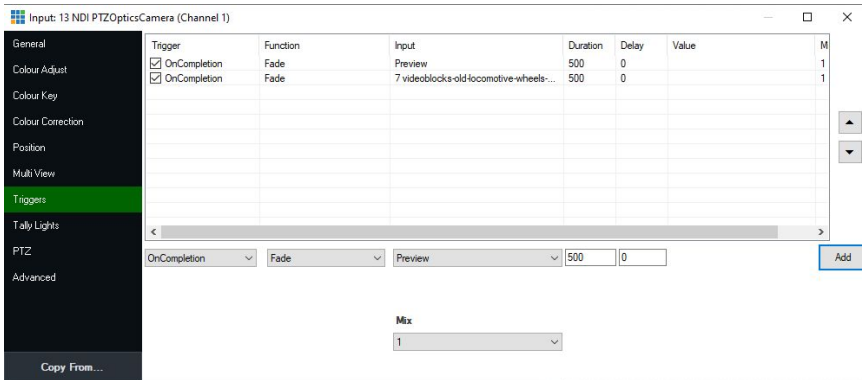 Input: 13 NDI PTZOpticsCamera (Channel 1)
General
Colour Adjust
Colour Key
Colour Correction
Position
Multi View
Triggers
Tally Lights
PTZ
Advanced
Copy From...
Trigger Function Input Duration Delay Value M
OnCompletion Fade Preview 500 0 1
OnCompletion Fade 7 videoblocks-old-locomotive-wheels-... 500 0 1
OnCompletion Fade Preview 500 0 Add
Mix
1